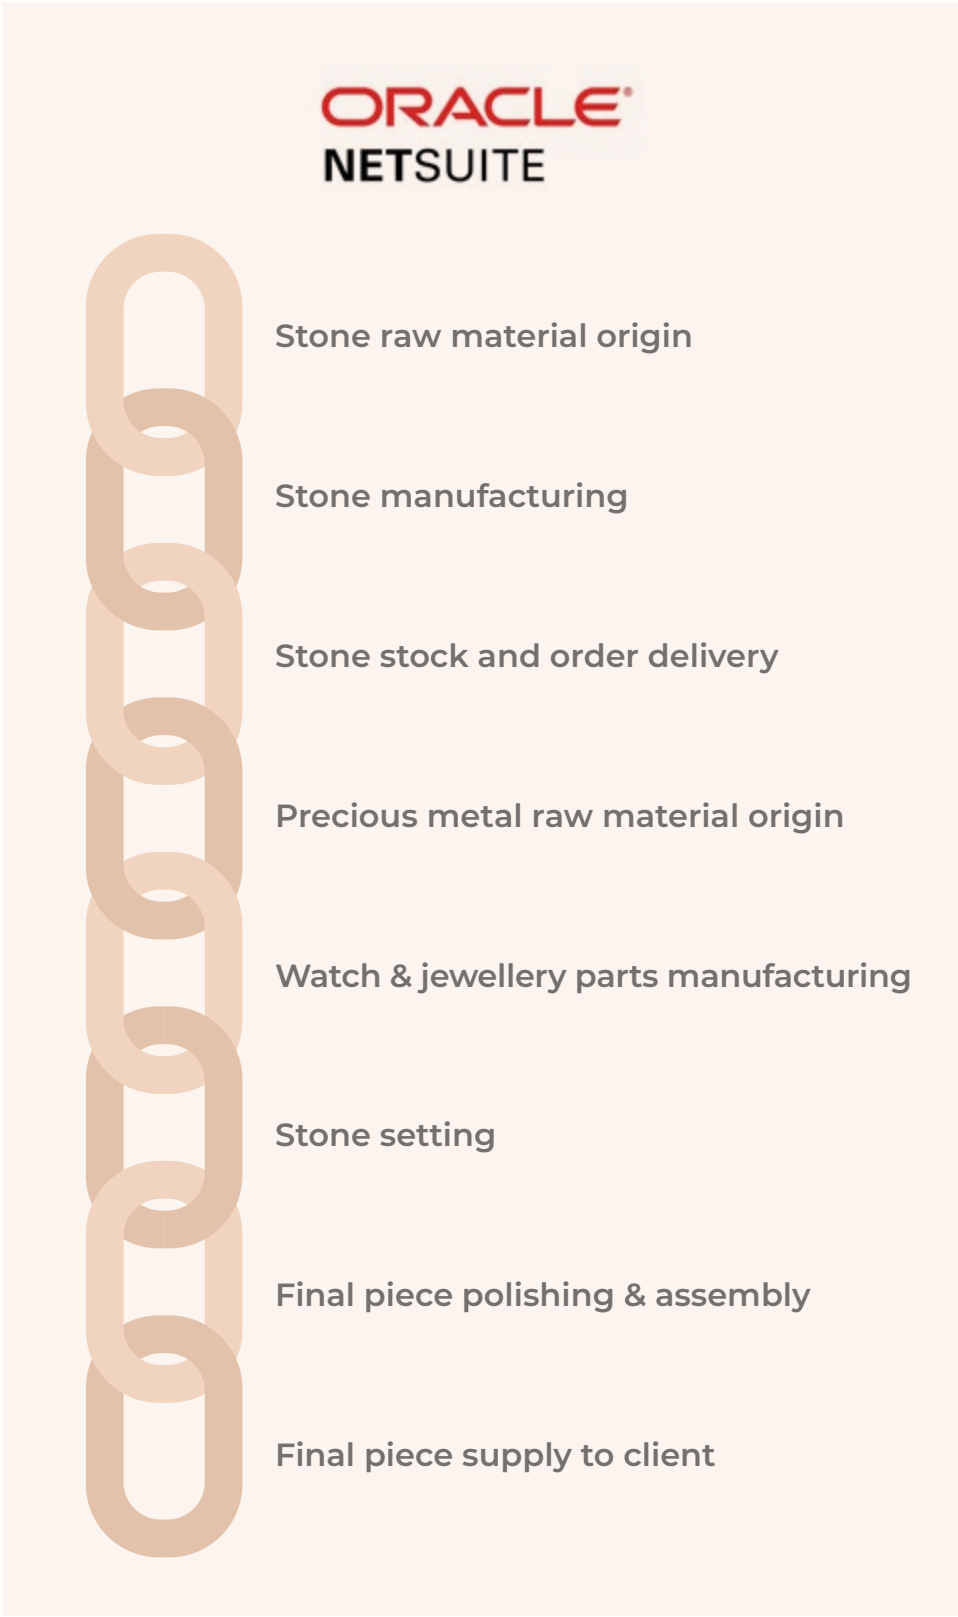 ORACLE®
NETSUITE
Stone raw material origin
Stone manufacturing
Stone stock and order delivery
Precious metal raw material origin
Watch & jewellery parts manufacturing
Stone setting
Final piece polishing & assembly
Final piece supply to client